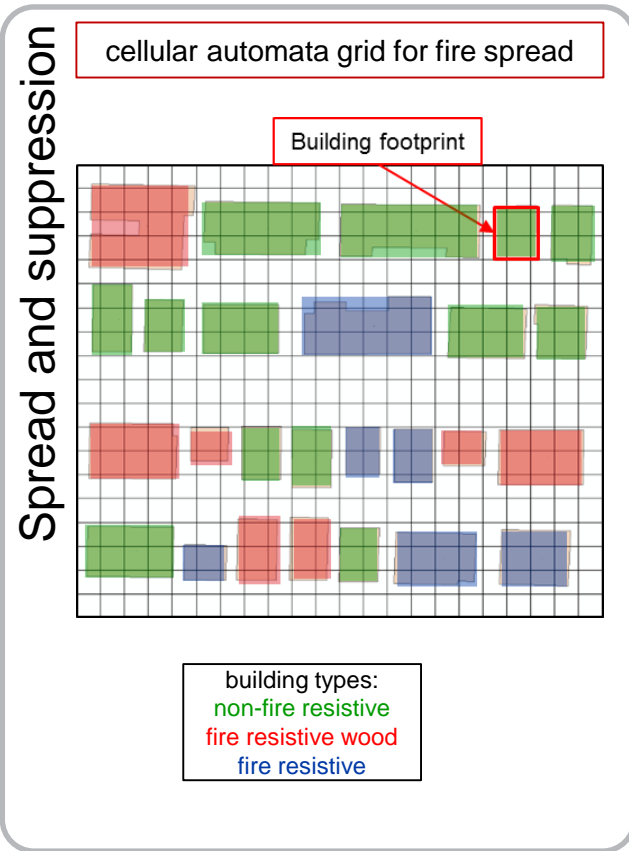 Spread and suppression
cellular automata grid for fire spread
Building footprint
building types:
non-fire resistive
fire resistive wood
fire resistive